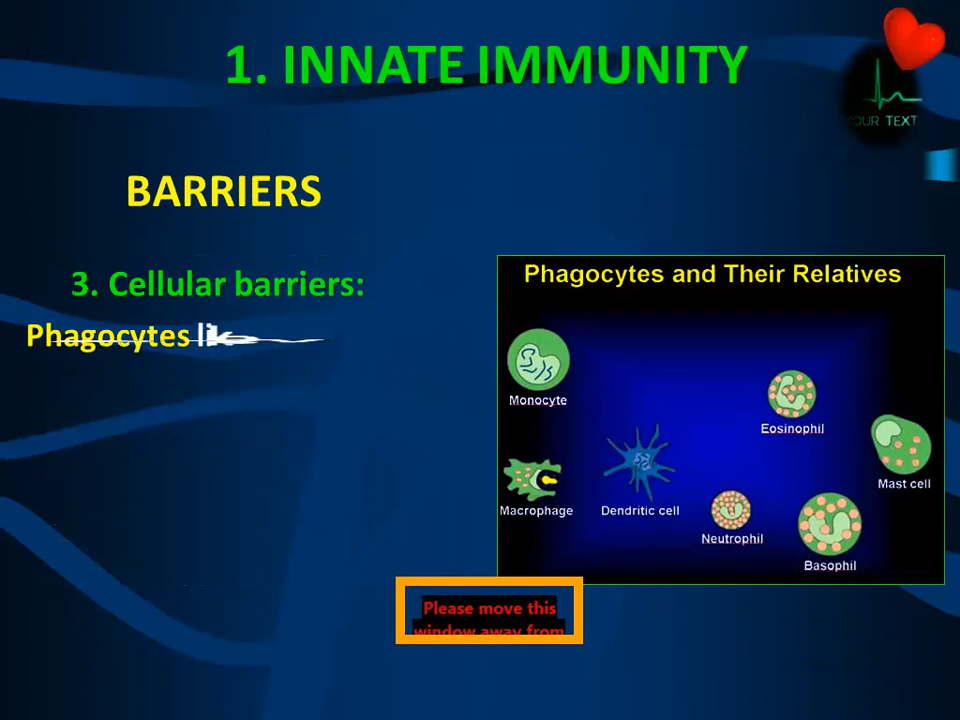 1. INNATE IMMUNITY
YOUR TEXT
BARRIERS
3. Cellular barriers:
Phagocytes
Phagocytes and Their Relatives
Monocyte
Eosinophil
Mast cell
Macrophage
Dendritic cell
Neutrophil
Basophil
Please move this
window away from